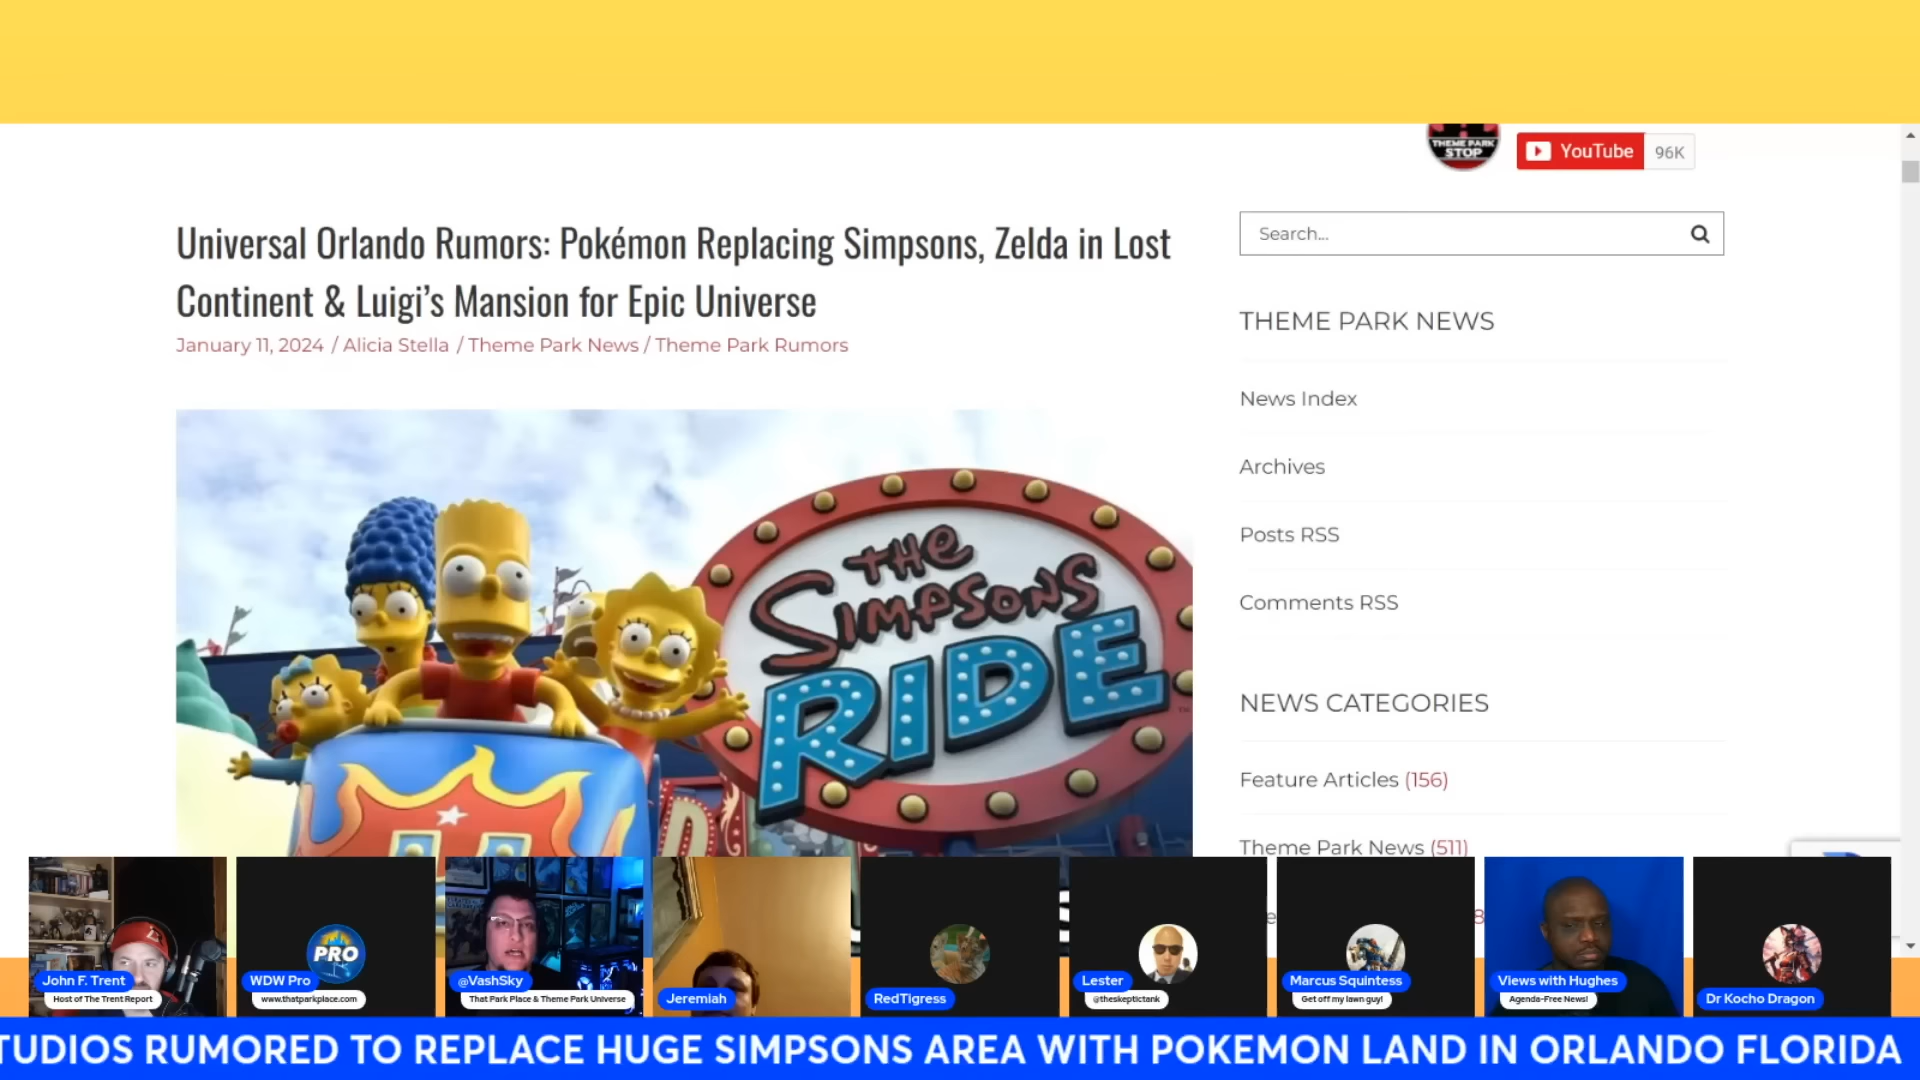 THEME PARK
STOP
YouTube 96K
Universal Orlando Rumors: Pokémon Replacing Simpsons, Zelda in Lost
Continent & Luigi’s Mansion for Epic Universe
January 11, 2024 / Alicia Stella / Theme Park News / Theme Park Rumors
Search...
THEME PARK NEWS
News Index
Archives
Posts RSS
Comments RSS
NEWS CATEGORIES
Feature Articles (156)
Theme Park News (511)
THE
SIMPSONS
RIDE
John F. Trent
Host of The Trent Report
PRO
WDW Pro
www.thatparkplace.com
@VashSky
That Park Place & Theme Park Universe
Jeremiah
RedTigress
Lester
@theskeptictank
Marcus Squintess
Get off my lawn guy!
Views with Hughes
Agenda-Free News!
Dr Kocho Dragon
TUDIOS RUMORED TO REPLACE HUGE SIMPSONS AREA WITH POKEMON LAND IN ORLANDO FLORIDA